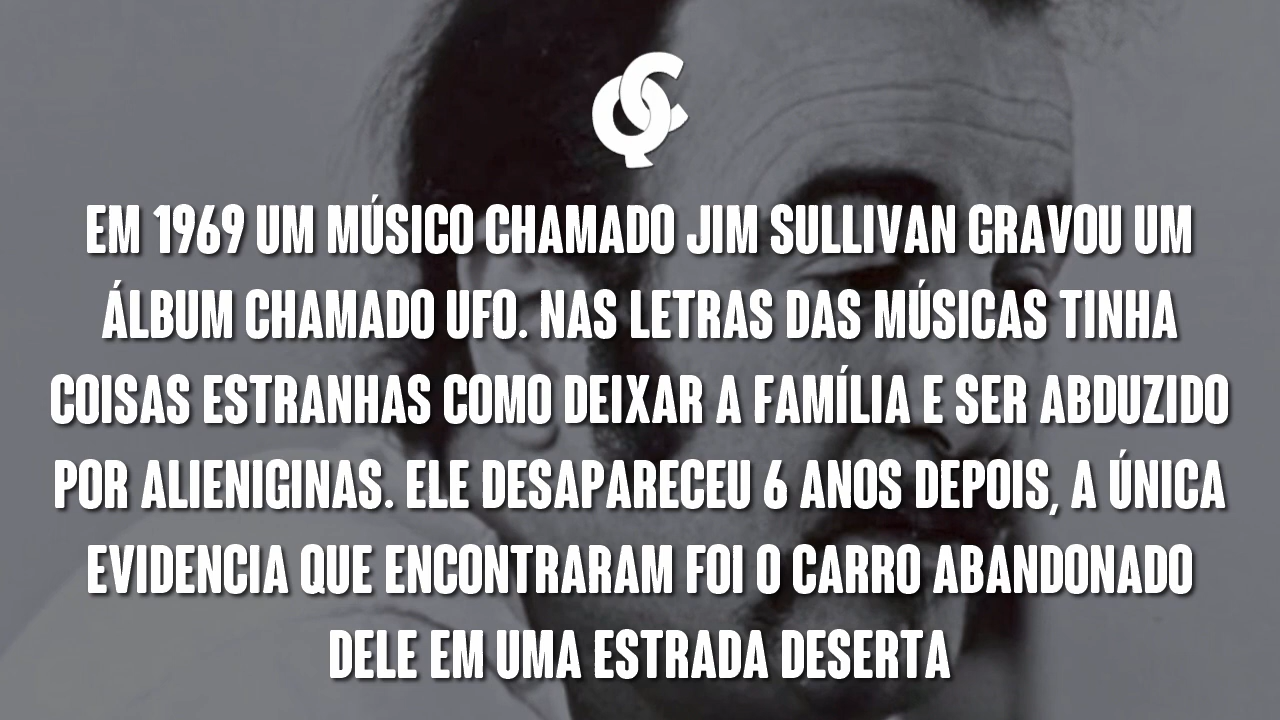 EM 1969 UM MÚSICO CHAMADO JIM SULLIVAN GRAVOU UM
ÁLBUM CHAMADO UFO. NAS LETRAS DAS MÚSICAS TINHA
COISAS ESTRANHAS COMO DEIXAR A FAMÍLIA E SER ABDUZIDO
POR ALIENIGINAS. ELE DESAPARECEU 6 ANOS DEPOIS, A ÚNICA
EVIDENCIA QUE ENCONTRARAM FOI O CARRO ABANDONADO
DELE EM UMA ESTRADA DESERTA